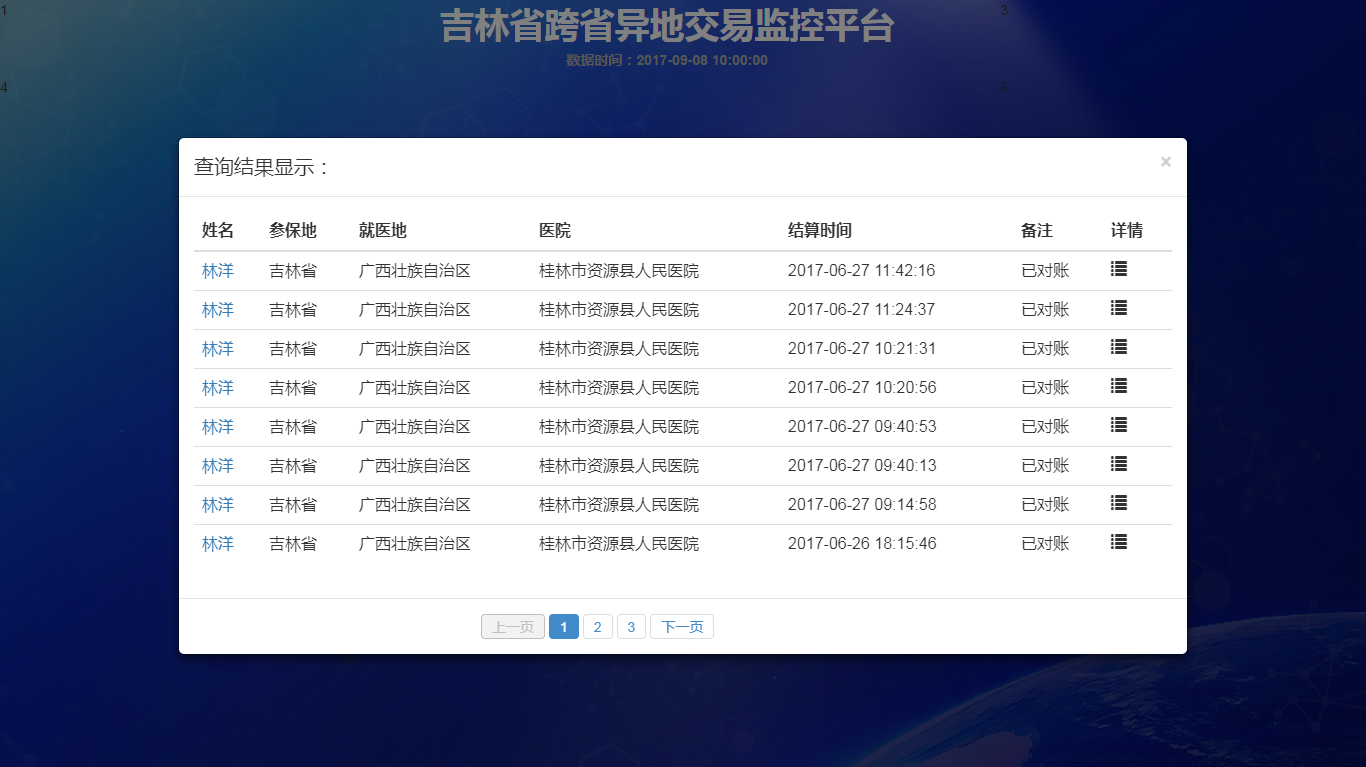 1
吉林省跨省异地交易监控平台
3
数据时间：2017-09-08 10:00:00
4
6
查询结果显示：
×
姓名 参保地 就医地 医院 结算时间 备注 详情
林洋 吉林省 广西壮族自治区 桂林市资源县人民医院 2017-06-27 11:42:16 已对账
林洋 吉林省 广西壮族自治区 桂林市资源县人民医院 2017-06-27 11:24:37 已对账
林洋 吉林省 广西壮族自治区 桂林市资源县人民医院 2017-06-27 10:21:31 已对账
林洋 吉林省 广西壮族自治区 桂林市资源县人民医院 2017-06-27 10:20:56 已对账
林洋 吉林省 广西壮族自治区 桂林市资源县人民医院 2017-06-27 09:40:53 已对账
林洋 吉林省 广西壮族自治区 桂林市资源县人民医院 2017-06-27 09:40:13 已对账
林洋 吉林省 广西壮族自治区 桂林市资源县人民医院 2017-06-27 09:14:58 已对账
林洋 吉林省 广西壮族自治区 桂林市资源县人民医院 2017-06-26 18:15:46 已对账
上一页 1 2 3 下一页